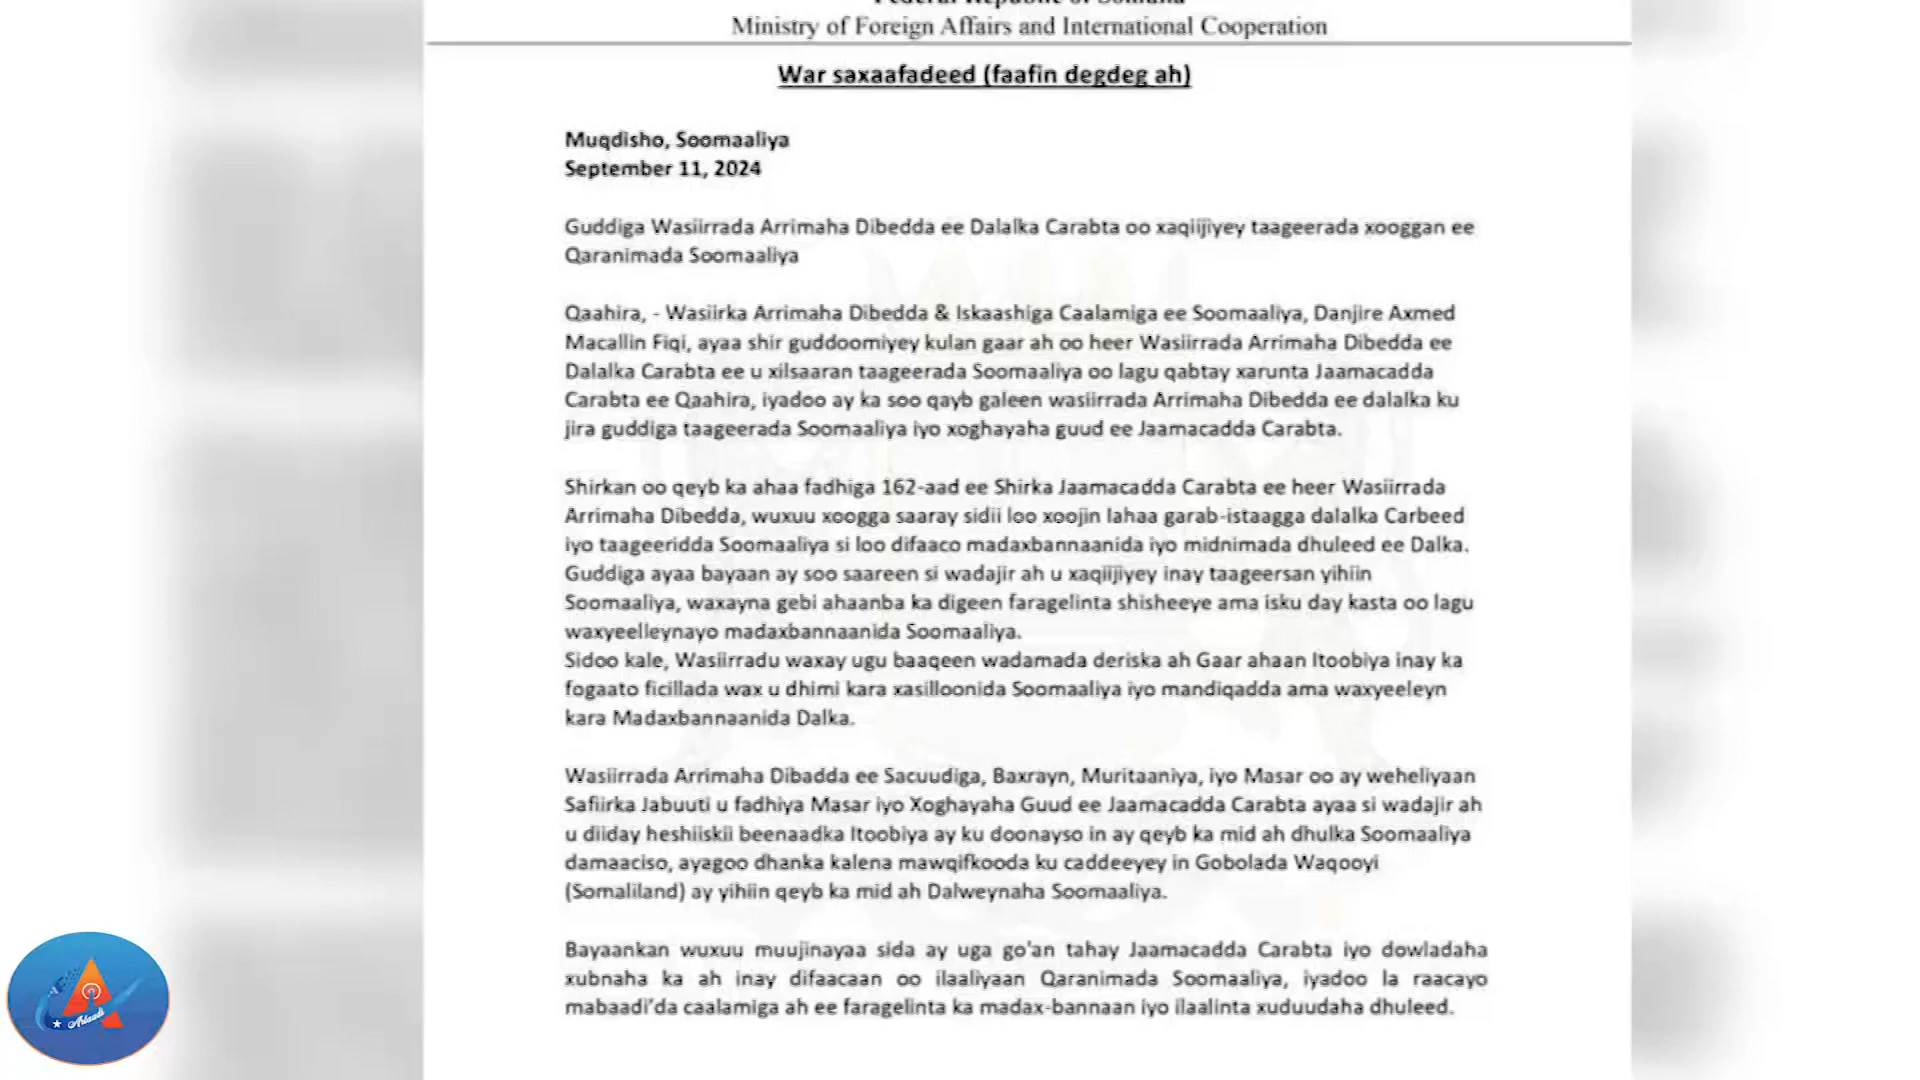 Federal Republic of Somalia
Ministry of Foreign Affairs and International Cooperation
War saxaafadeed (faafin degdeg ah)
Muqdisho, Soomaaliya
September 11, 2024
Guddiga Wasiirrada Arrimaha Dibedda ee Dalalka Carabta oo xaqiijiyey taageerada xooggan ee
Qaranimada Soomaaliya
Qaahira, - Wasiirka Arrimaha Dibedda & Iskaashiga Caalamiga ee Soomaaliya, Danjire Axmed
Macallin Fiqi, ayaa shir guddoomiyey kulan gaar ah oo heer Wasiirrada Arrimaha Dibedda ee
Dalalka Carabta ee u xilsaaran taageerada Soomaaliya oo lagu qabtay xarunta Jaamacadda
Carabta ee Qaahira, iyadoo ay ka soo qayb galeen wasiirrada Arrimaha Dibedda ee dalalka ku
jira guddiga taageerada Soomaaliya iyo xoghayaha guud ee Jaamacadda Carabta.
Shirkan oo qeyb ka ahaa fadhiga 162-aad ee Shirka Jaamacadda Carabta ee heer Wasiirrada
Arrimaha Dibedda, wuxuu xoogga saaray sidii loo xoojin lahaa garab-istaagga dalalka Carbeed
iyo taageeridda Soomaaliya si loo difaaco madaxbannaanida iyo midnimada dhuleed ee Dalka.
Guddiga ayaa bayaan ay soo saareen si wadajir ah u xaqiijiyey inay taageersan yihiin
Soomaaliya, waxayna gebi ahaanba ka digeen faragelinta shisheeye ama isku day kasta oo lagu
waxyeelleynayo madaxbannaanida Soomaaliya.
Sidoo kale, Wasiirradu waxay ugu baaqeen wadamada deriska ah Gaar ahaan Itoobiya inay ka
fogaato ficillada wax u dhimi kara xasilloonida Soomaaliya iyo mandiqadda ama waxyeeleyn
kara Madaxbannaanida Dalka.
Wasiirrada Arrimaha Dibadda ee Sacuudiga, Baxrayn, Muritaaniya, iyo Masar oo ay weheliyaan
Safiirka Jabuuti u fadhiya Masar iyo Xoghayaha Guud ee Jaamacadda Carabta ayaa si wadajir ah
u diiday heshiiskii beenaadka Itoobiya ay ku doonayso in ay qeyb ka mid ah dhulka Soomaaliya
damaaciso, ayagoo dhanka kalena mawqifkooda ku caddeeyey in Gobolada Waqooyi
(Somaliland) ay yihiin qeyb ka mid ah Dalweynaha Soomaaliya.
Bayaankan wuxuu muujinayaa sida ay uga go'an tahay Jaamacadda Carabta iyo dowladaha
xubnaha ka ah inay difaacaan oo ilaaliyaan Qaranimada Soomaaliya, iyadoo la raacayo
mabaadi'da caalamiga ah ee faragelinta ka madax-bannaan iyo ilaalinta xuduudaha dhuleed.